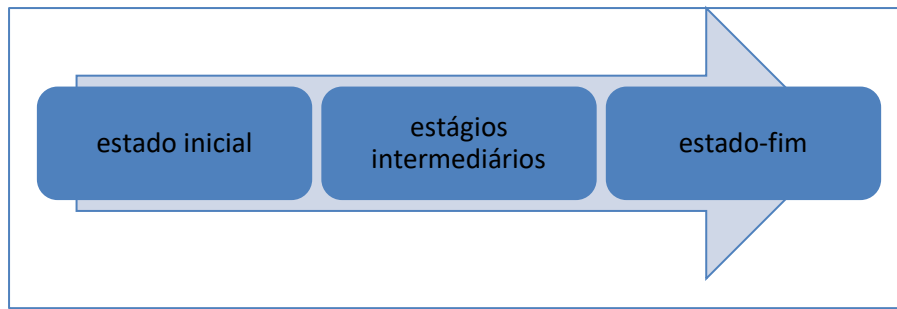 estado inicial
estágios
intermediários
estado-fim